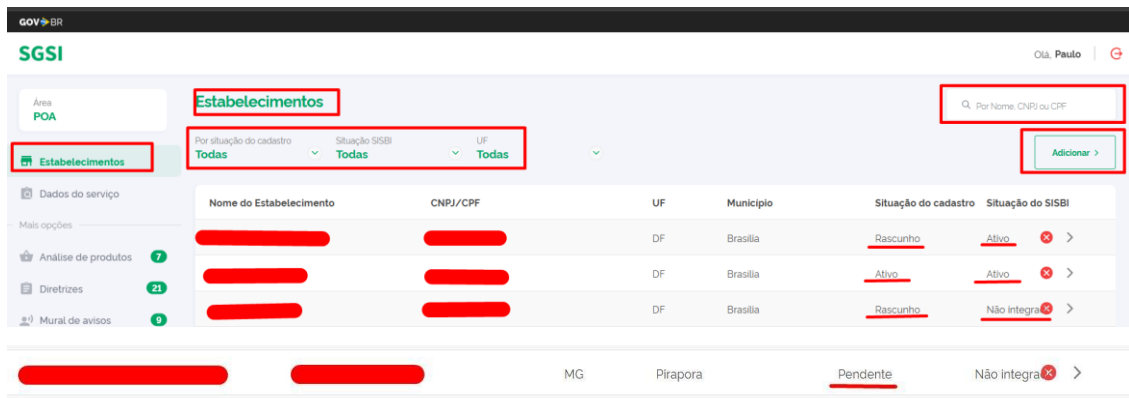 GOV BR
SGSI
Olá, Paulo
Área
POA
Estabelecimentos
Por Nome, CNPJ ou CPF
Por situação do cadastro Situação SISBI UF
Todas Todas Todas
Adicionar >
Estabelecimentos
Dados do serviço
Mais opções
Análise de produtos 7
Diretrizes 21
Mural de avisos 9
Nome do Estabelecimento CNPJ/CPF UF Município Situação do cadastro Situação do SISBI
DF Brasília Rascunho Ativo
DF Brasília Ativo Ativo
DF Brasília Rascunho Não integra
MG Pirapora Pendente Não integra